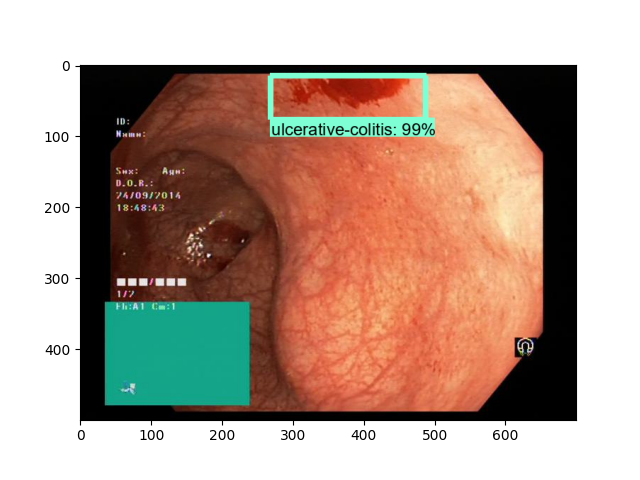 0
100
200
300
400
0 100 200 300 400 500 600
ulcerative-colitis: 99%
ID:
Name:
Sex: Age:
D.O.B.:
24/09/2014
18:48:43
■■■/■■■
1/2
Eh:A1 Cm:1